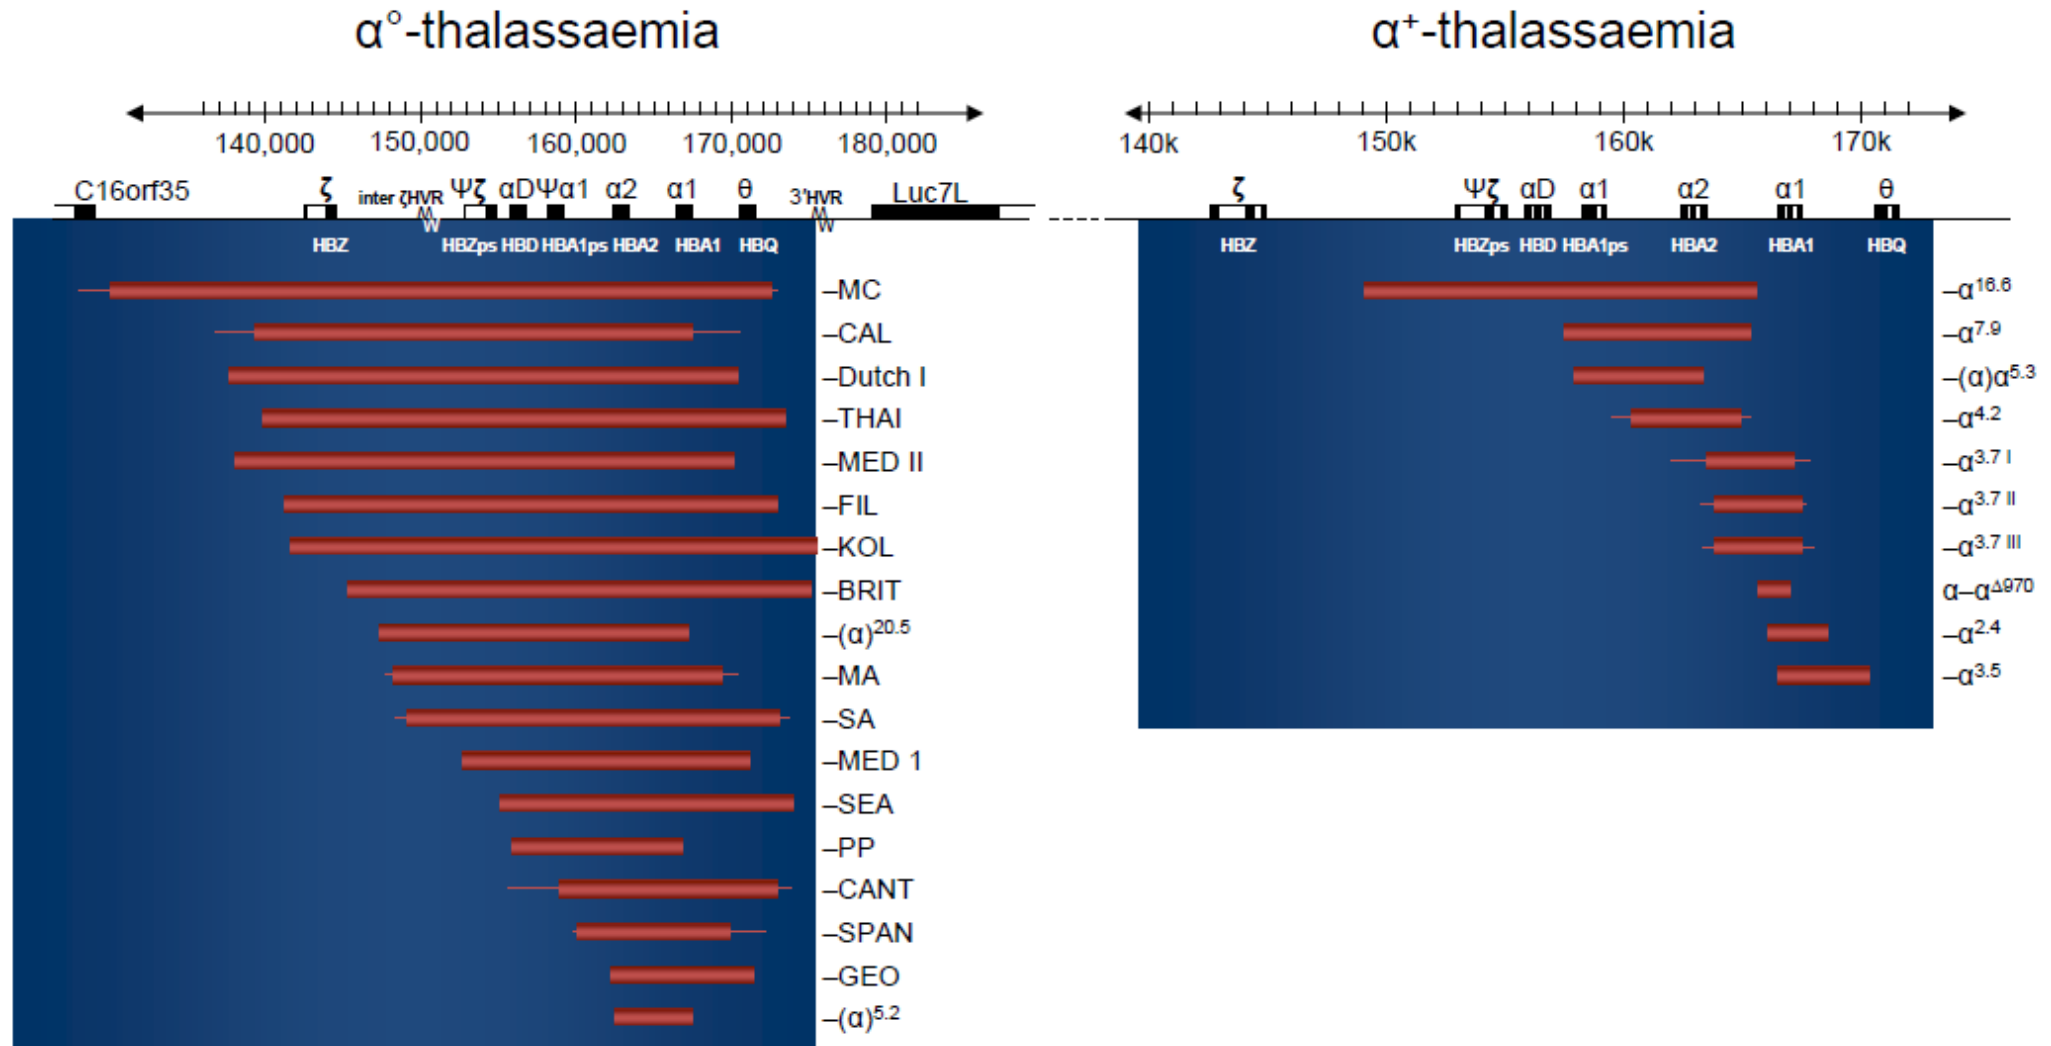 α°-thalassaemia
140,000 150,000 160,000 170,000 180,000
C16orf35 ζ inter ζHVR Ψζ αD Ψα1 α2 α1 θ 3'HVR Luc7L
HBZ HBZps HBD HBA1ps HBA2 HBA1 HBQ
–MC
–CAL
–Dutch I
–THAI
–MED II
–FIL
–KOL
–BRIT
–(α)²⁰·⁵
–MA
–SA
–MED 1
–SEA
–PP
–CANT
–SPAN
–GEO
–(α)⁵·²
α⁺-thalassaemia
140k 150k 160k 170k
ζ Ψζ αD α1 α2 α1 θ
HBZ HBZps HBD HBA1ps HBA2 HBA1 HBQ
–α¹⁶·⁶
–α⁷·⁹
–(α)α⁵·³
–α⁴·²
–α³·⁷ ᴵ
–α³·⁷ ᴵᴵ
–α³·⁷ ᴵᴵᴵ
α–αᐞ⁹⁷⁰
–α²·⁴
–α³·⁵